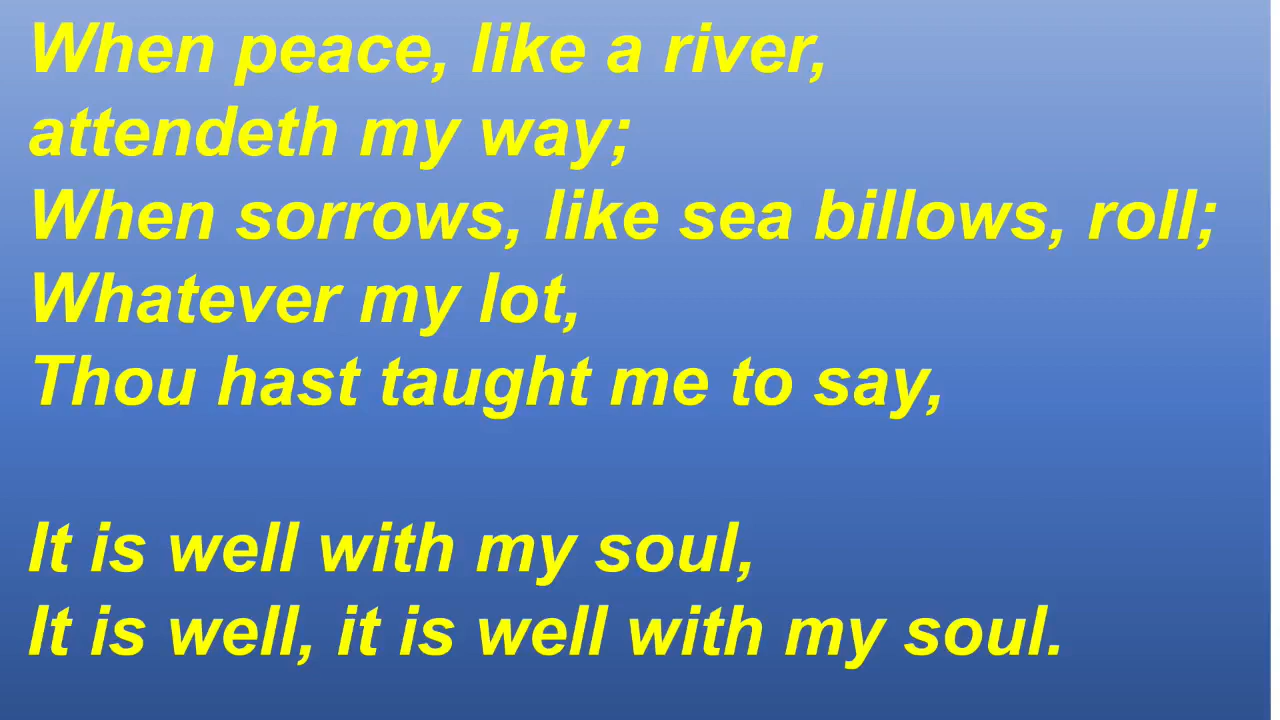 When peace, like a river,
attendeth my way;
When sorrows, like sea billows, roll;
Whatever my lot,
Thou hast taught me to say,
It is well with my soul,
It is well, it is well with my soul.